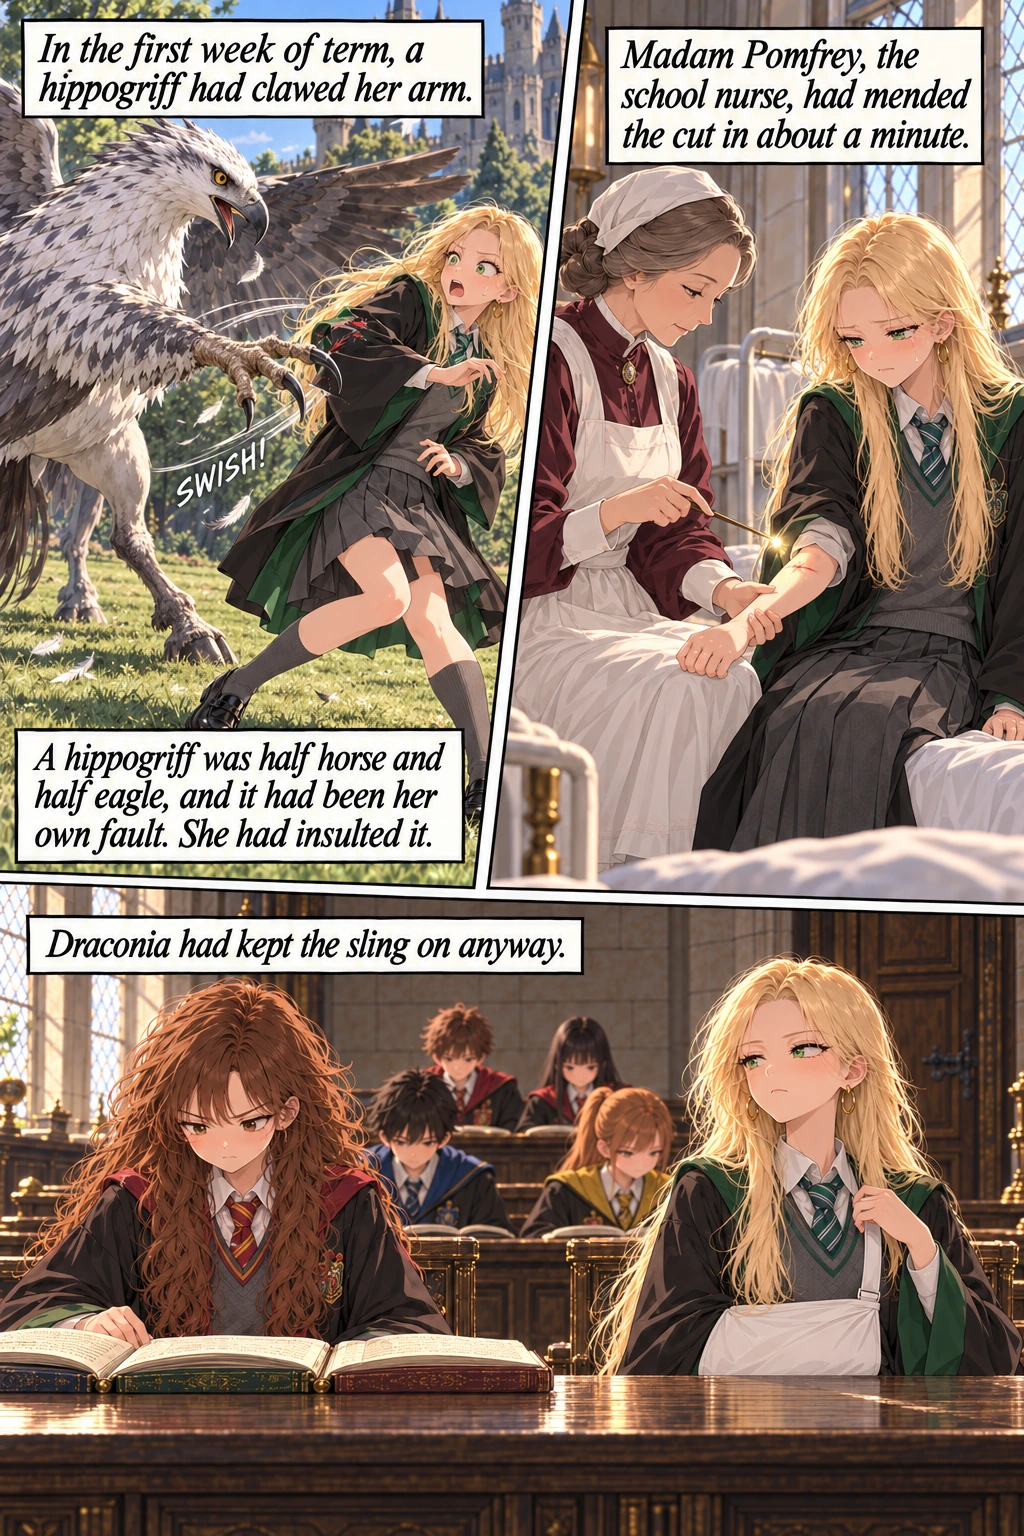 In the first week of term, a
hippogriff had clawed her arm.
SWISH!
A hippogriff was half horse and
half eagle, and it had been her
own fault. She had insulted it.
Madam Pomfrey, the
school nurse, had mended
the cut in about a minute.
Draconia had kept the sling on anyway.